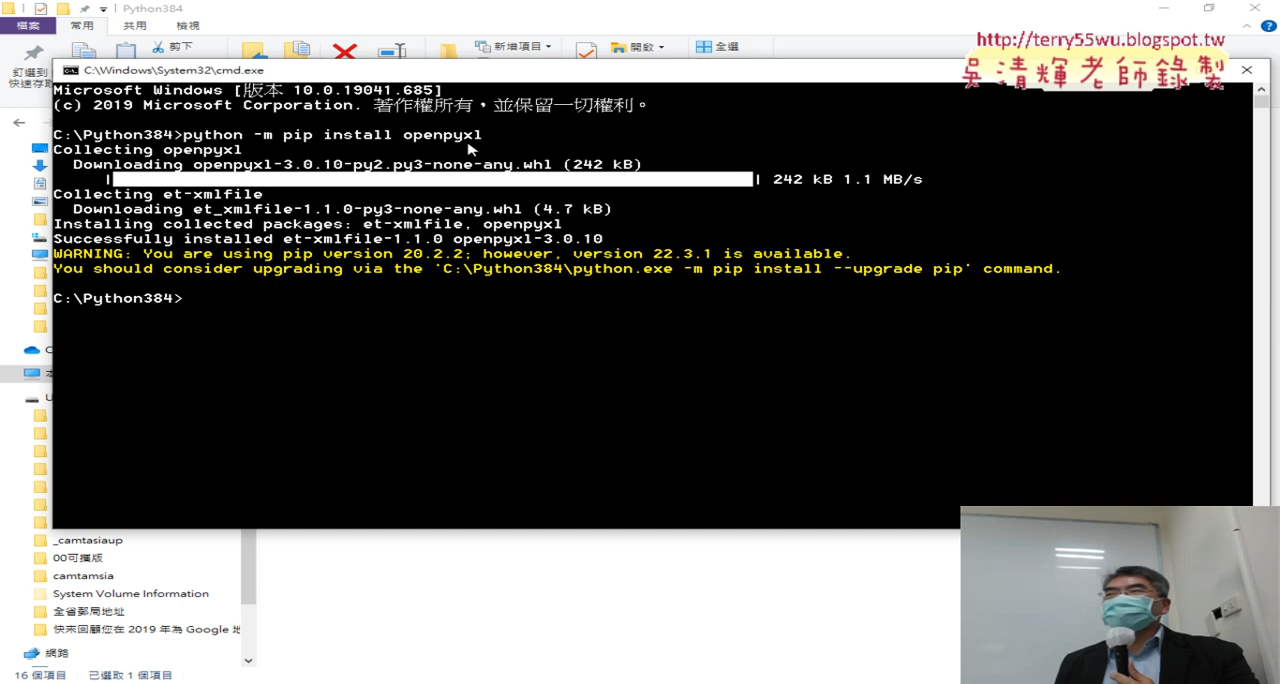 Python384
檔案 常用 共用 檢視
剪下 新增項目 開啟 全選
http://terry55wu.blogspot.tw
吳清輝老師錄製
釘選到
快速存取
C:\Windows\System32\cmd.exe
Microsoft Windows [版本 10.0.19041.685]
(c) 2019 Microsoft Corporation. 著作權所有，並保留一切權利。
C:\Python384>python -m pip install openpyxl
Collecting openpyxl
Downloading openpyxl-3.0.10-py2.py3-none-any.whl (242 kB)
| 242 kB 1.1 MB/s
Collecting et-xmlfile
Downloading et_xmlfile-1.1.0-py3-none-any.whl (4.7 kB)
Installing collected packages: et-xmlfile, openpyxl
Successfully installed et-xmlfile-1.1.0 openpyxl-3.0.10
WARNING: You are using pip version 20.2.2; however, version 22.3.1 is available.
You should consider upgrading via the 'C:\Python384\python.exe -m pip install --upgrade pip' command.
C:\Python384>
_camtasiaup
00可攜版
camtamsia
System Volume Information
全省郵局地址
快來回顧您在 2019 年為 Google 地
網路
16 個項目 已選取 1 個項目